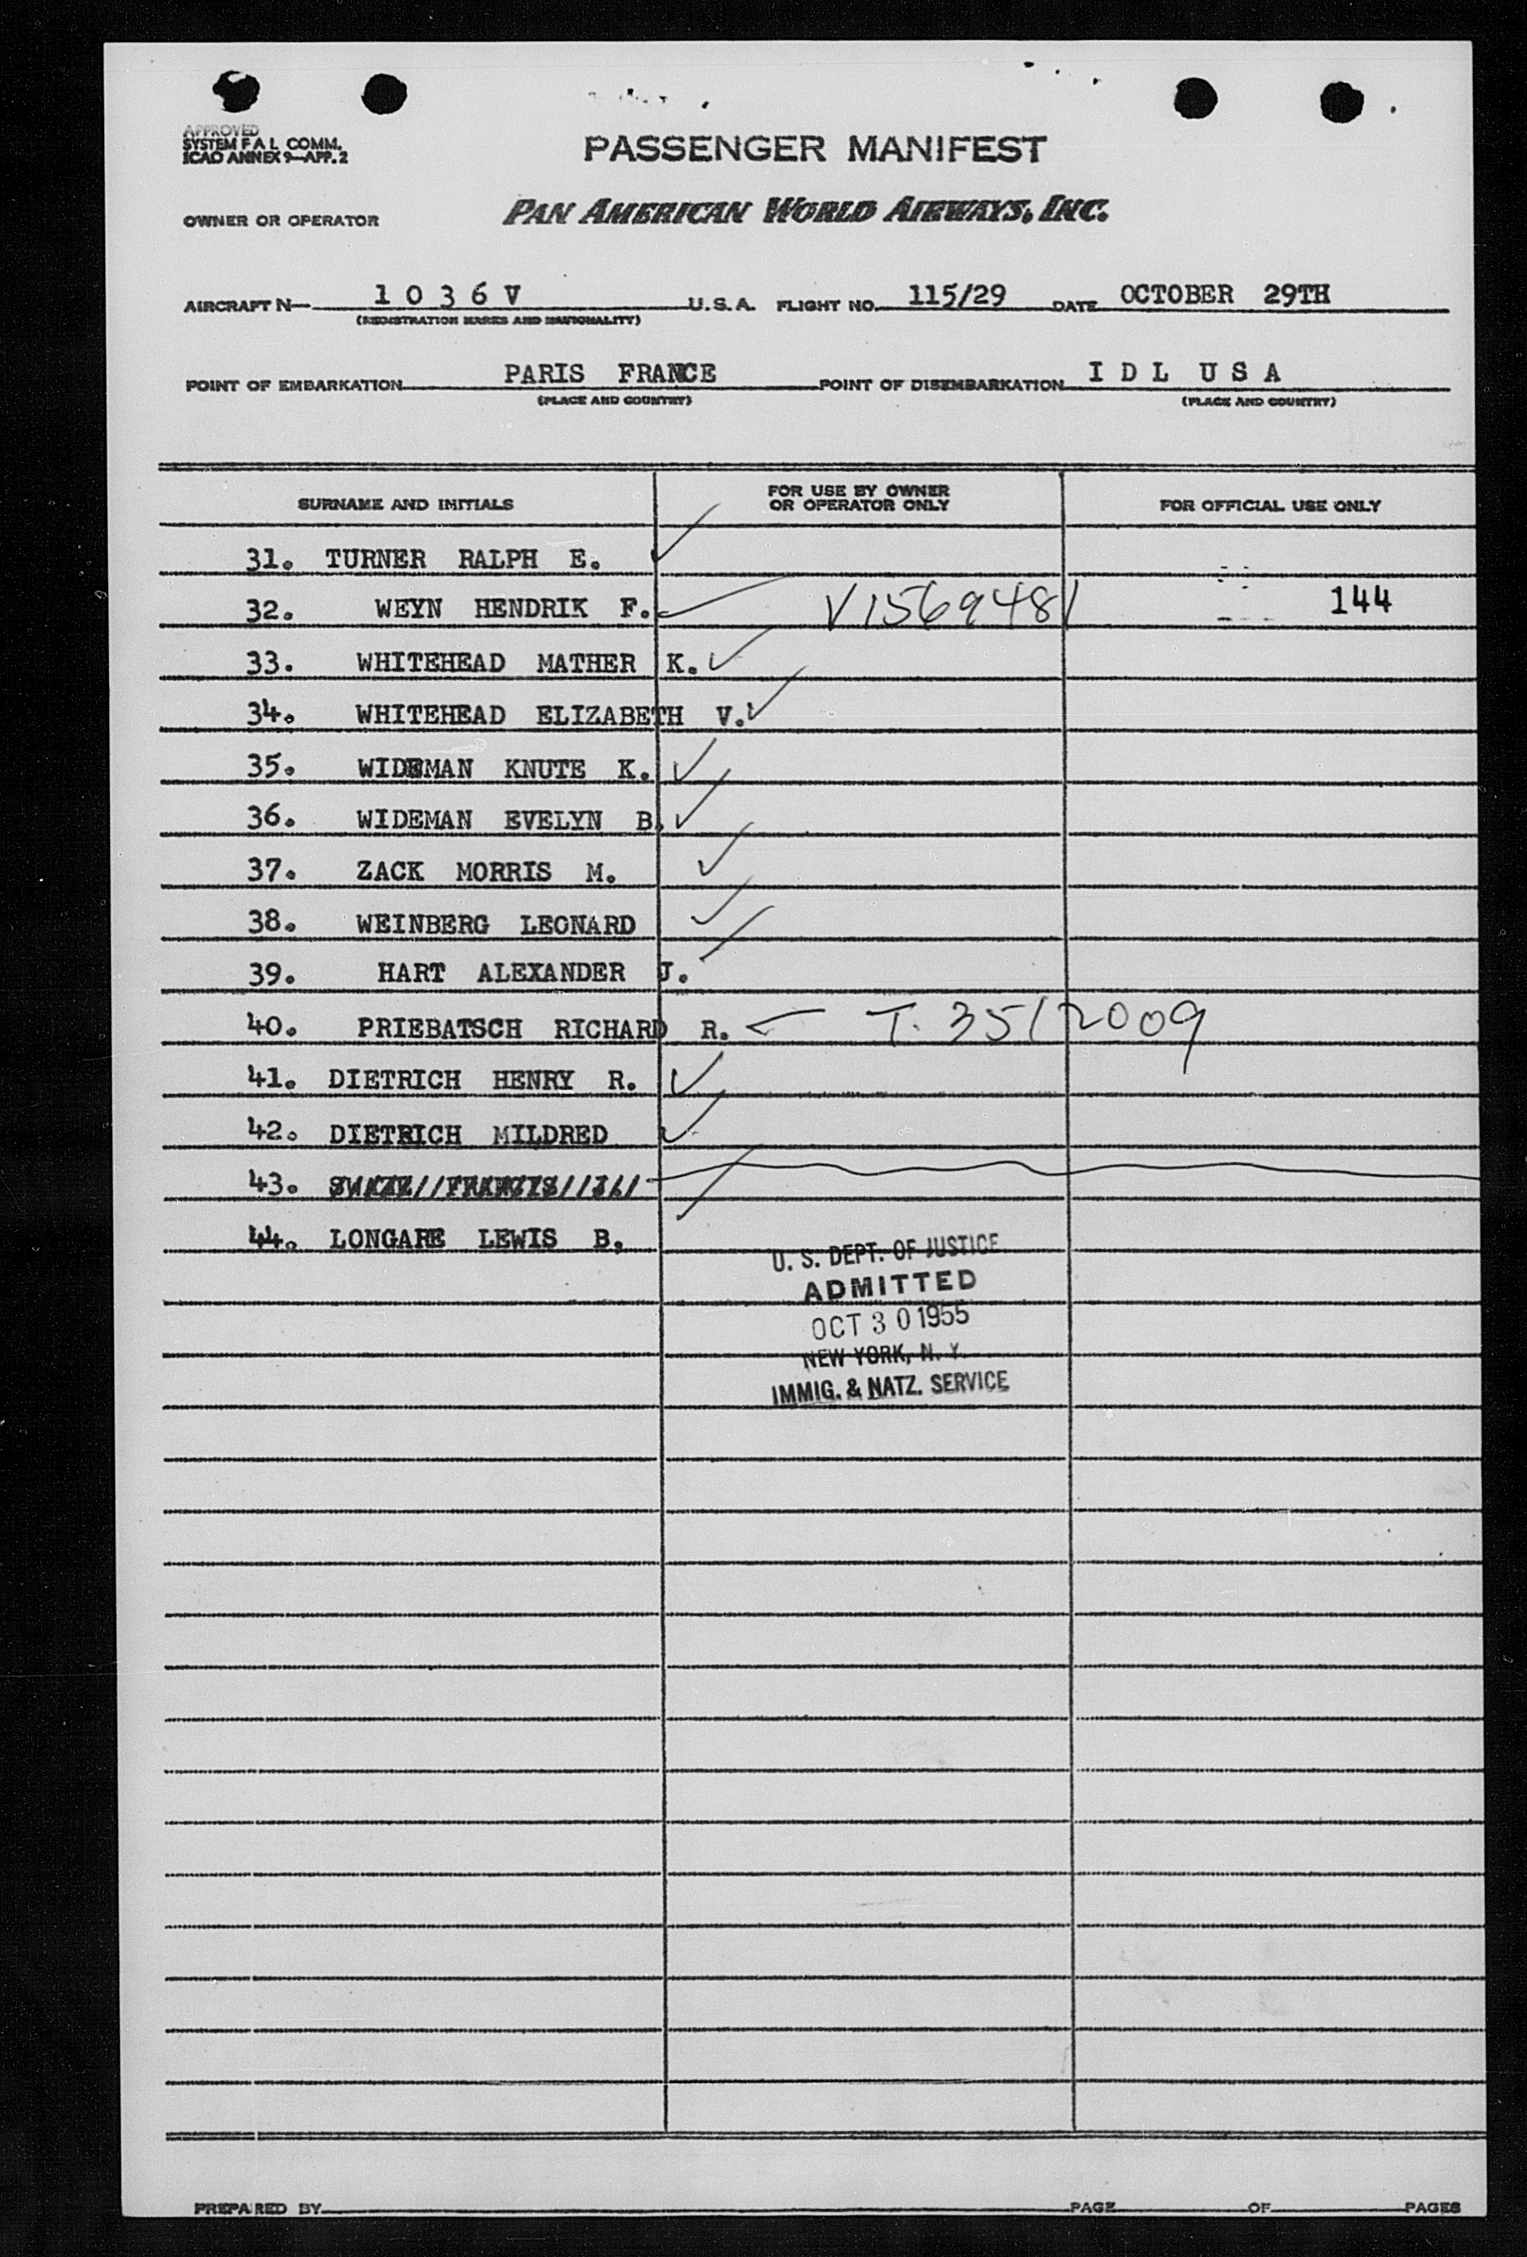 APPROVED
SYSTEM F A L COMM.
ICAO ANNEX 9—APP. 2
PASSENGER MANIFEST
OWNER OR OPERATOR
PAN AMERICAN WORLD AIRWAYS, INC.
AIRCRAFT N— 1 0 3 6 V U.S.A. FLIGHT NO. 115/29 DATE OCTOBER 29TH
(REGISTRATION MARKS AND NATIONALITY)
POINT OF EMBARKATION PARIS FRANCE POINT OF DISEMBARKATION I D L U S A
(PLACE AND COUNTRY) (PLACE AND COUNTRY)
SURNAME AND INITIALS FOR USE BY OWNER OR OPERATOR ONLY FOR OFFICIAL USE ONLY
31. TURNER RALPH E.
32. WEYN HENDRIK F. V1569481 144
33. WHITEHEAD MATHER K.
34. WHITEHEAD ELIZABETH V.
35. WIDEMAN KNUTE K.
36. WIDEMAN EVELYN B.
37. ZACK MORRIS M.
38. WEINBERG LEONARD
39. HART ALEXANDER J.
40. PRIEBATSCH RICHARD R. T. 3512009
41. DIETRICH HENRY R.
42. DIETRICH MILDRED
43.
44. LONGARE LEWIS B.
U. S. DEPT. OF JUSTICE
ADMITTED
OCT 30 1955
NEW YORK, N. Y.
IMMIG. & NATZ. SERVICE
PREPARED BY PAGE OF PAGES